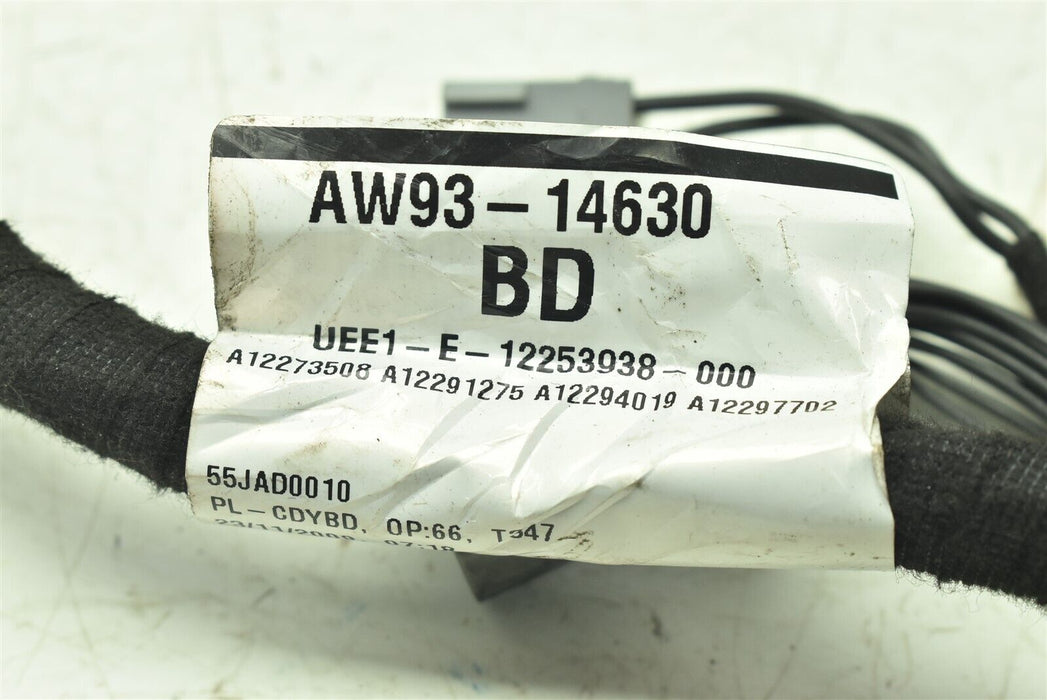 AW93-14630
BD
UEE1-E-12253938-000
A12273508 A12291275 A12294019 A12297702
55JAD0010
PL-CDYBD, OP:66,